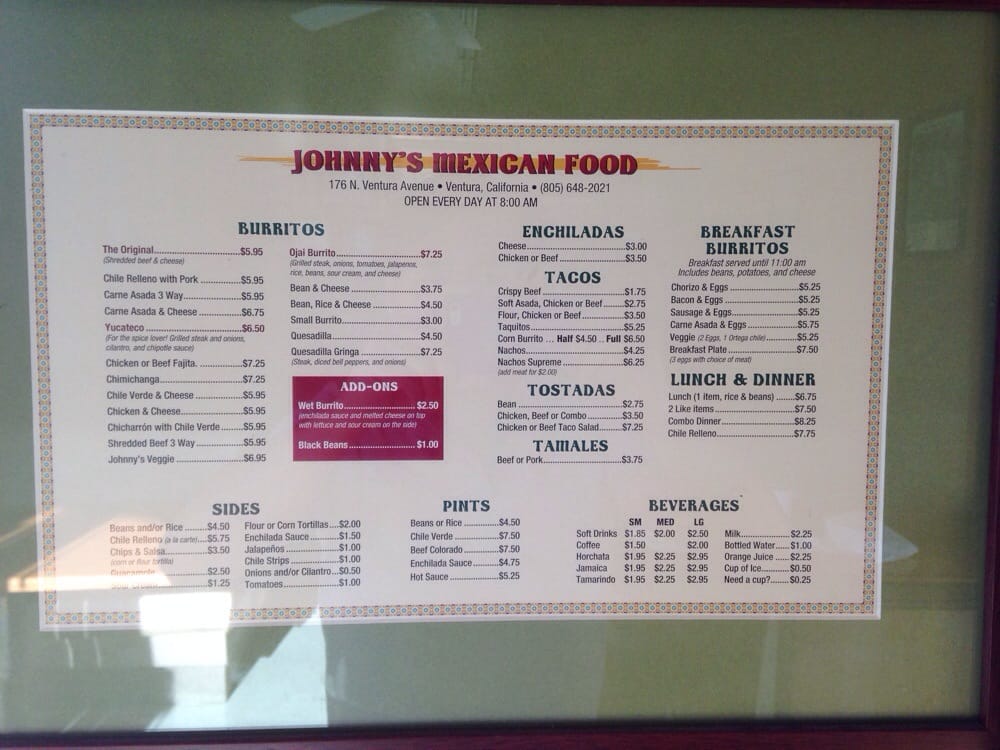 JOHNNY'S MEXICAN FOOD
176 N. Ventura Avenue • Ventura, California • (805) 648-2021
OPEN EVERY DAY AT 8:00 AM
BURRITOS
The Original.....$5.95
(Shredded beef & cheese)
Chile Relleno with Pork .....$5.95
Carne Asada 3 Way.....$5.95
Carne Asada & Cheese .....$6.75
Yucateco .....$6.50
(For the spice lover! Grilled steak and onions,
cilantro, and chipotle sauce)
Chicken or Beef Fajita. .....$7.25
Chimichanga.....$7.25
Chile Verde & Cheese.....$5.95
Chicken & Cheese.....$5.95
Chicharrón with Chile Verde.....$5.95
Shredded Beef 3 Way.....$5.95
Johnny's Veggie.....$6.95
Ojai Burrito.....$7.25
(Grilled steak, onions, tomatoes, jalapenos,
rice, beans, sour cream, and cheese)
Bean & Cheese.....$3.75
Bean, Rice & Cheese.....$4.50
Small Burrito.....$3.00
Quesadilla.....$4.50
Quesadilla Gringa.....$7.25
(Steak, diced bell peppers, and onions)
ADD-ONS
Wet Burrito.....$2.50
(enchilada sauce and melted cheese on top
with lettuce and sour cream on the side)
Black Beans.....$1.00
ENCHILADAS
Cheese.....$3.00
Chicken or Beef.....$3.50
TACOS
Crispy Beef.....$1.75
Soft Asada, Chicken or Beef.....$2.75
Flour, Chicken or Beef.....$3.50
Taquitos.....$5.25
Corn Burrito ... Half $4.50 .. Full $6.50
Nachos.....$4.25
Nachos Supreme.....$6.25
(add meat for $2.00)
TOSTADAS
Bean.....$2.75
Chicken, Beef or Combo.....$3.50
Chicken or Beef Taco Salad.....$7.25
TAMALES
Beef or Pork.....$3.75
BREAKFAST
BURRITOS
Breakfast served until 11:00 am
Includes beans, potatoes, and cheese
Chorizo & Eggs.....$5.25
Bacon & Eggs.....$5.25
Sausage & Eggs.....$5.25
Carne Asada & Eggs.....$5.75
Veggie (2 Eggs, 1 Ortega chile).....$5.25
Breakfast Plate.....$7.50
(3 eggs with choice of meat)
LUNCH & DINNER
Lunch (1 item, rice & beans).....$6.75
2 Like items.....$7.50
Combo Dinner.....$8.25
Chile Relleno.....$7.75
SIDES
Beans and/or Rice.....$4.50
Chile Relleno (a la carte)....$5.75
Chips & Salsa.....$3.50
(corn or flour tortilla)
Guacamole.....$2.50
Sour Cream.....$1.25
Flour or Corn Tortillas....$2.00
Enchilada Sauce.....$1.50
Jalapeños.....$1.00
Chile Strips.....$1.00
Onions and/or Cilantro...$0.50
Tomatoes.....$1.00
PINTS
Beans or Rice.....$4.50
Chile Verde.....$7.50
Beef Colorado.....$7.50
Enchilada Sauce.....$4.75
Hot Sauce.....$5.25
BEVERAGES
SM MED LG
Soft Drinks $1.85 $2.00 $2.50
Coffee $1.50 $2.00
Horchata $1.95 $2.25 $2.95
Jamaica $1.95 $2.25 $2.95
Tamarindo $1.95 $2.25 $2.95
Milk.....$2.25
Bottled Water.....$1.00
Orange Juice.....$2.25
Cup of Ice.....$0.50
Need a cup?.....$0.25